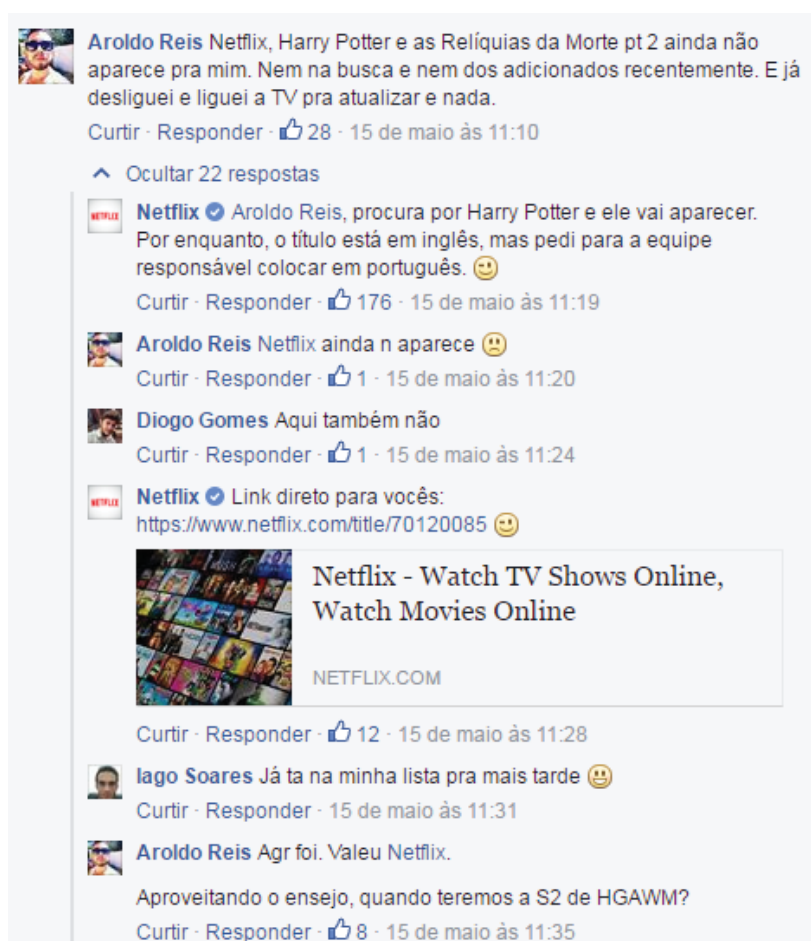 Aroldo Reis Netflix, Harry Potter e as Relíquias da Morte pt 2 ainda não
aparece pra mim. Nem na busca e nem dos adicionados recentemente. E já
desliguei e liguei a TV pra atualizar e nada.
Curtir · Responder · 28 · 15 de maio às 11:10
Ocultar 22 respostas
NETFLIX
Netflix Aroldo Reis, procura por Harry Potter e ele vai aparecer.
Por enquanto, o título está em inglês, mas pedi para a equipe
responsável colocar em português.
Curtir · Responder · 176 · 15 de maio às 11:19
Aroldo Reis Netflix ainda n aparece
Curtir · Responder · 1 · 15 de maio às 11:20
Diogo Gomes Aqui também não
Curtir · Responder · 1 · 15 de maio às 11:24
NETFLIX
Netflix Link direto para vocês:
https://www.netflix.com/title/70120085
Netflix - Watch TV Shows Online,
Watch Movies Online
NETFLIX.COM
Curtir · Responder · 12 · 15 de maio às 11:28
Iago Soares Já ta na minha lista pra mais tarde
Curtir · Responder · 15 de maio às 11:31
Aroldo Reis Agr foi. Valeu Netflix.
Aproveitando o ensejo, quando teremos a S2 de HGAWM?
Curtir · Responder · 8 · 15 de maio às 11:35